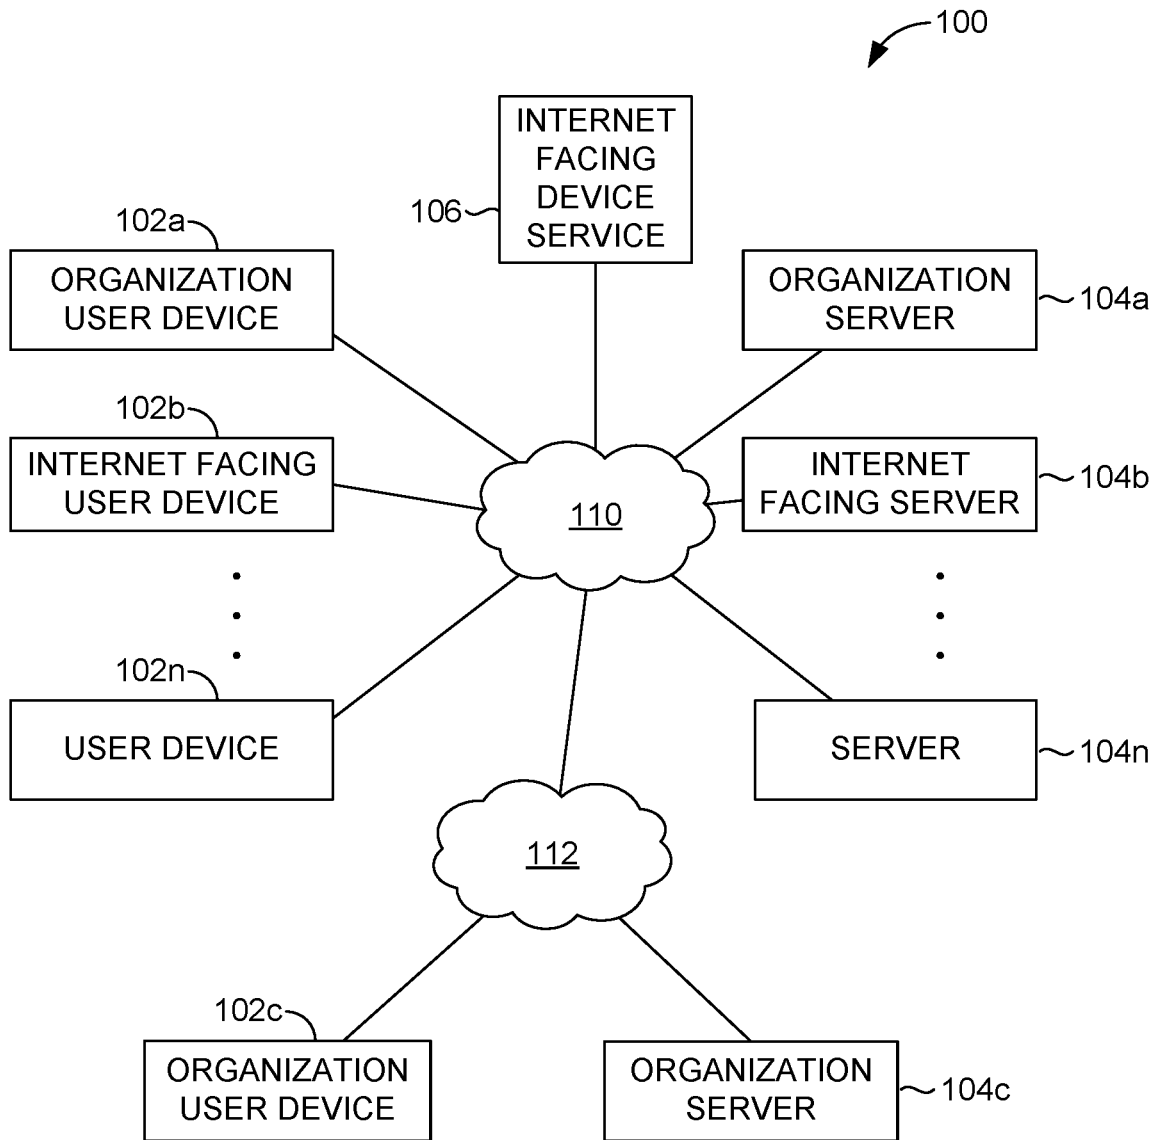 100
INTERNET
FACING
DEVICE
SERVICE
106
102a
ORGANIZATION
USER DEVICE
ORGANIZATION
SERVER
104a
102b
INTERNET FACING
USER DEVICE
110
INTERNET
FACING SERVER
104b
102n
USER DEVICE
SERVER
104n
112
102c
ORGANIZATION
USER DEVICE
ORGANIZATION
SERVER
104c